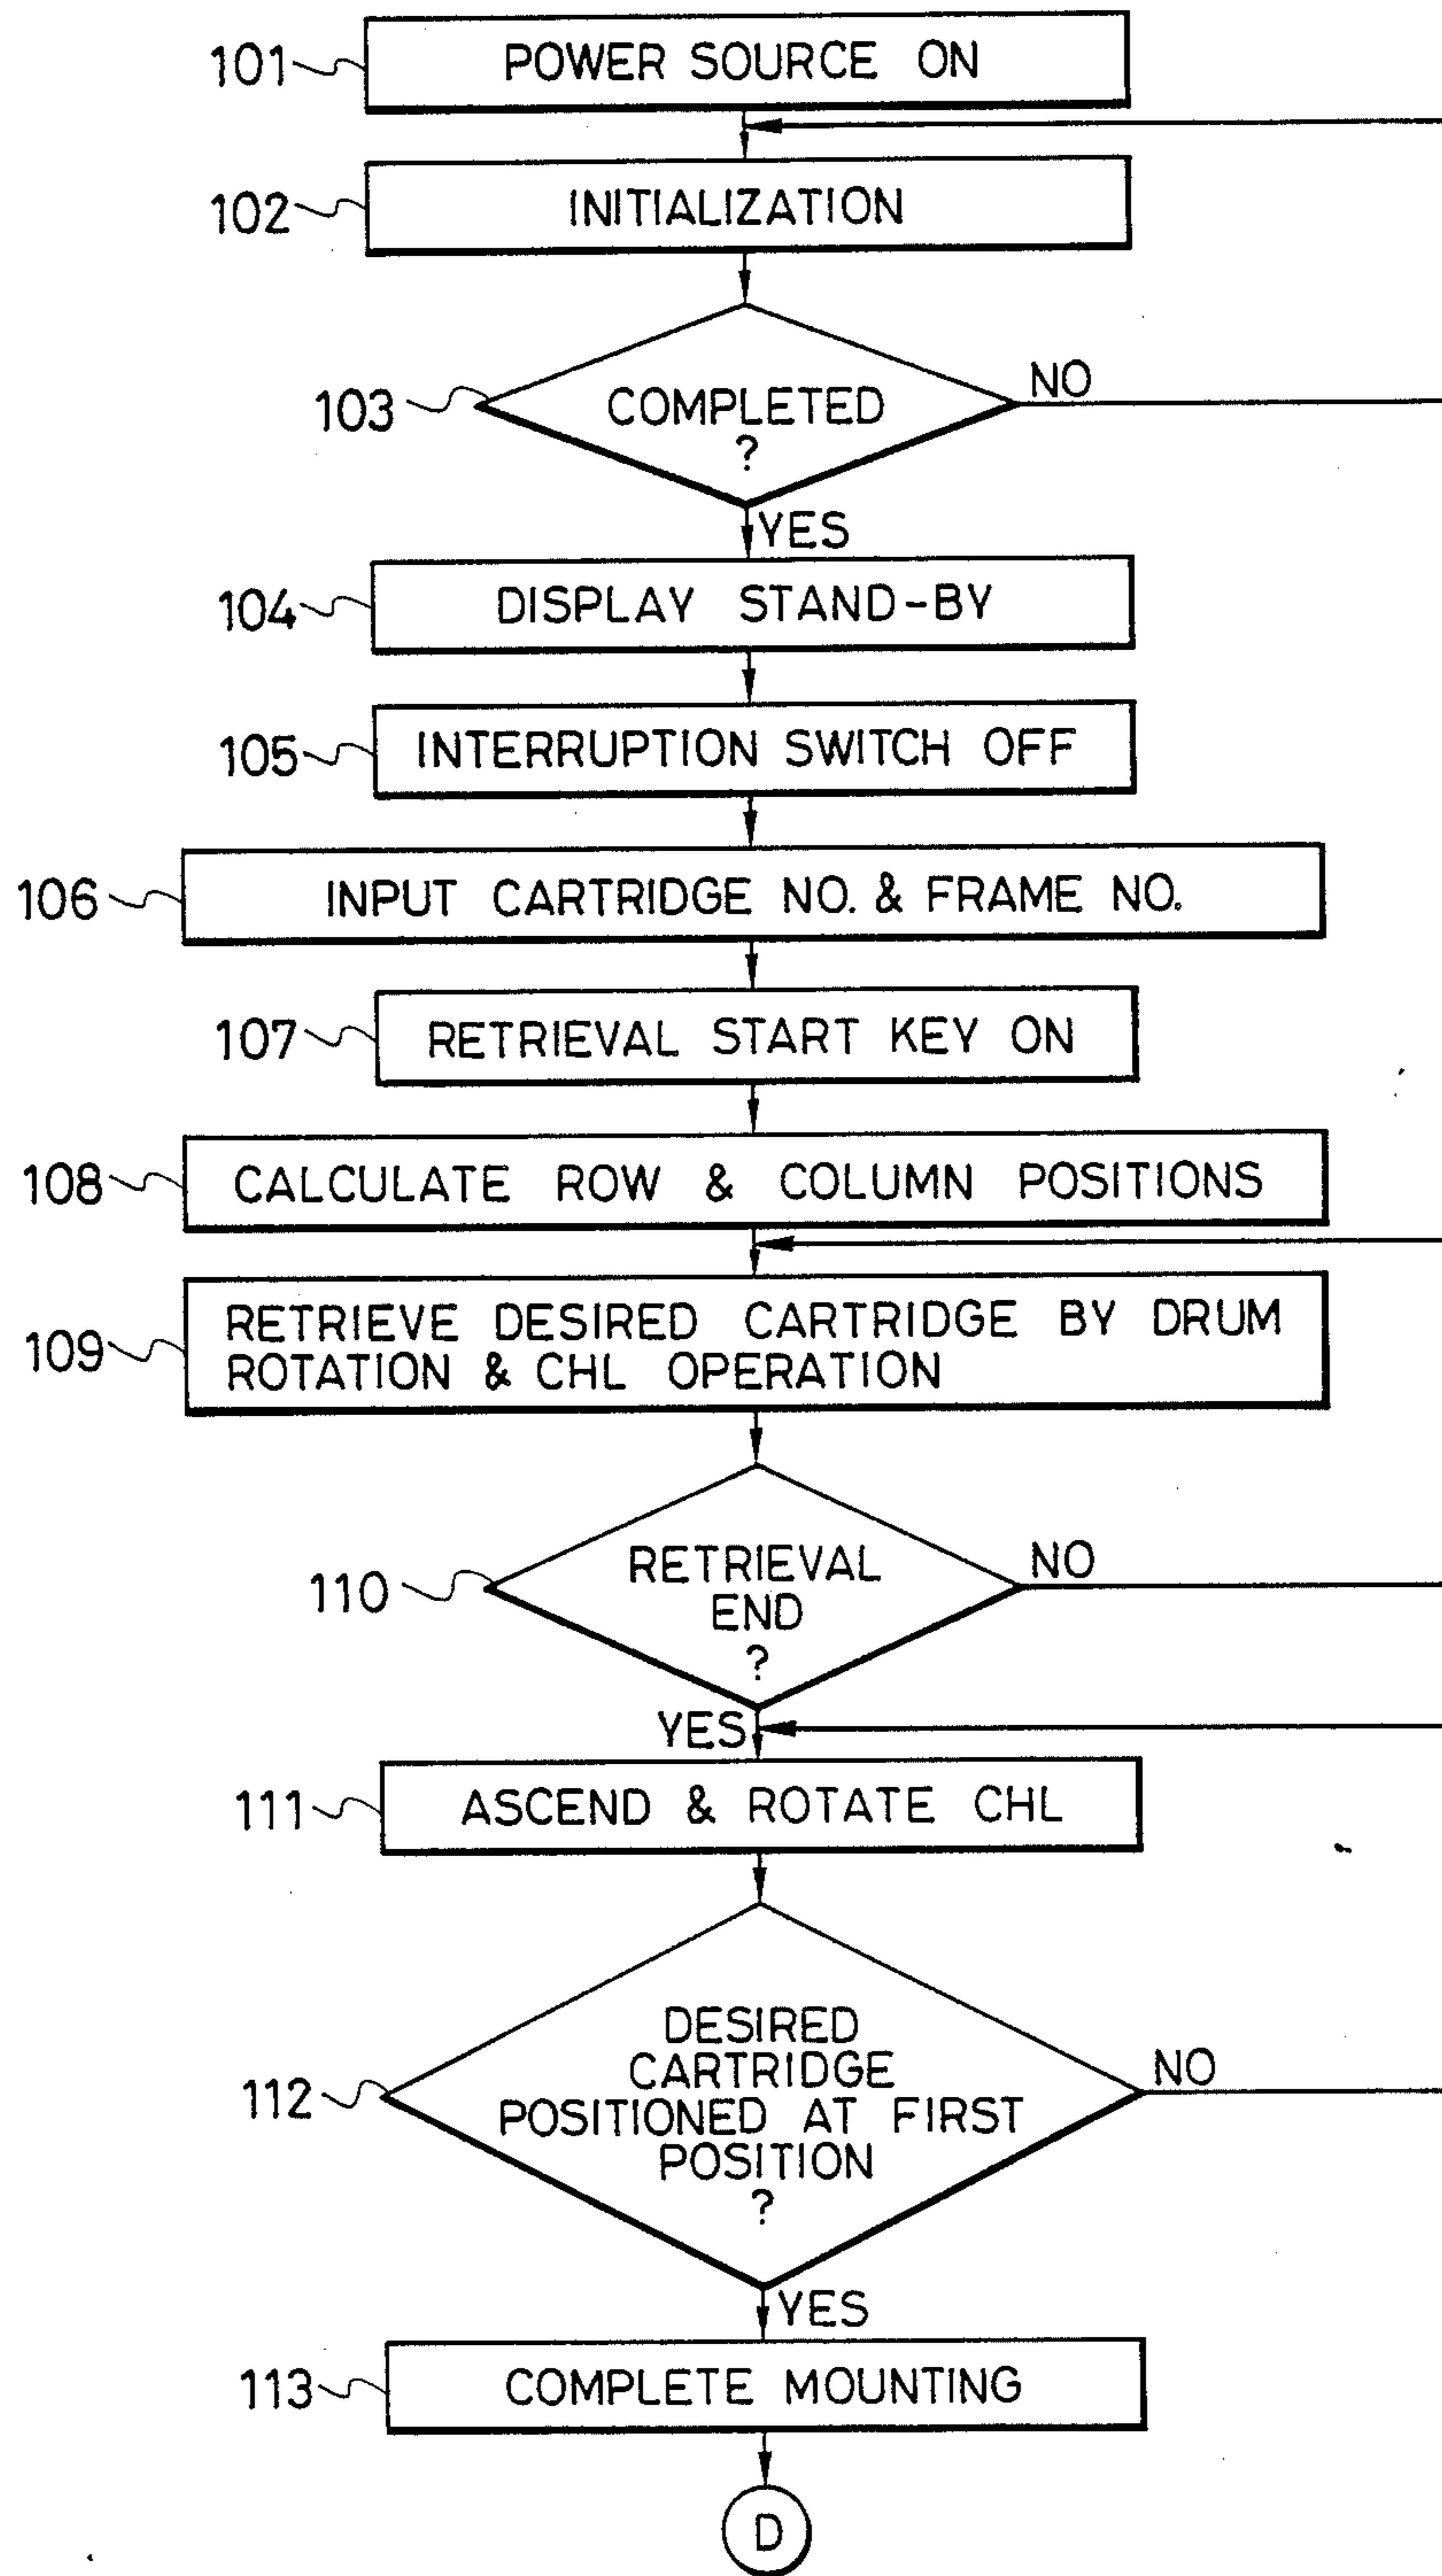 101 POWER SOURCE ON
102 INITIALIZATION
103 COMPLETED NO
?
YES
104 DISPLAY STAND-BY
105 INTERRUPTION SWITCH OFF
106 INPUT CARTRIDGE NO. & FRAME NO.
107 RETRIEVAL START KEY ON
108 CALCULATE ROW & COLUMN POSITIONS
109 RETRIEVE DESIRED CARTRIDGE BY DRUM
ROTATION & CHL OPERATION
110 RETRIEVAL NO
END
?
YES
111 ASCEND & ROTATE CHL
112 DESIRED
CARTRIDGE NO
POSITIONED AT FIRST
POSITION
?
YES
113 COMPLETE MOUNTING
D